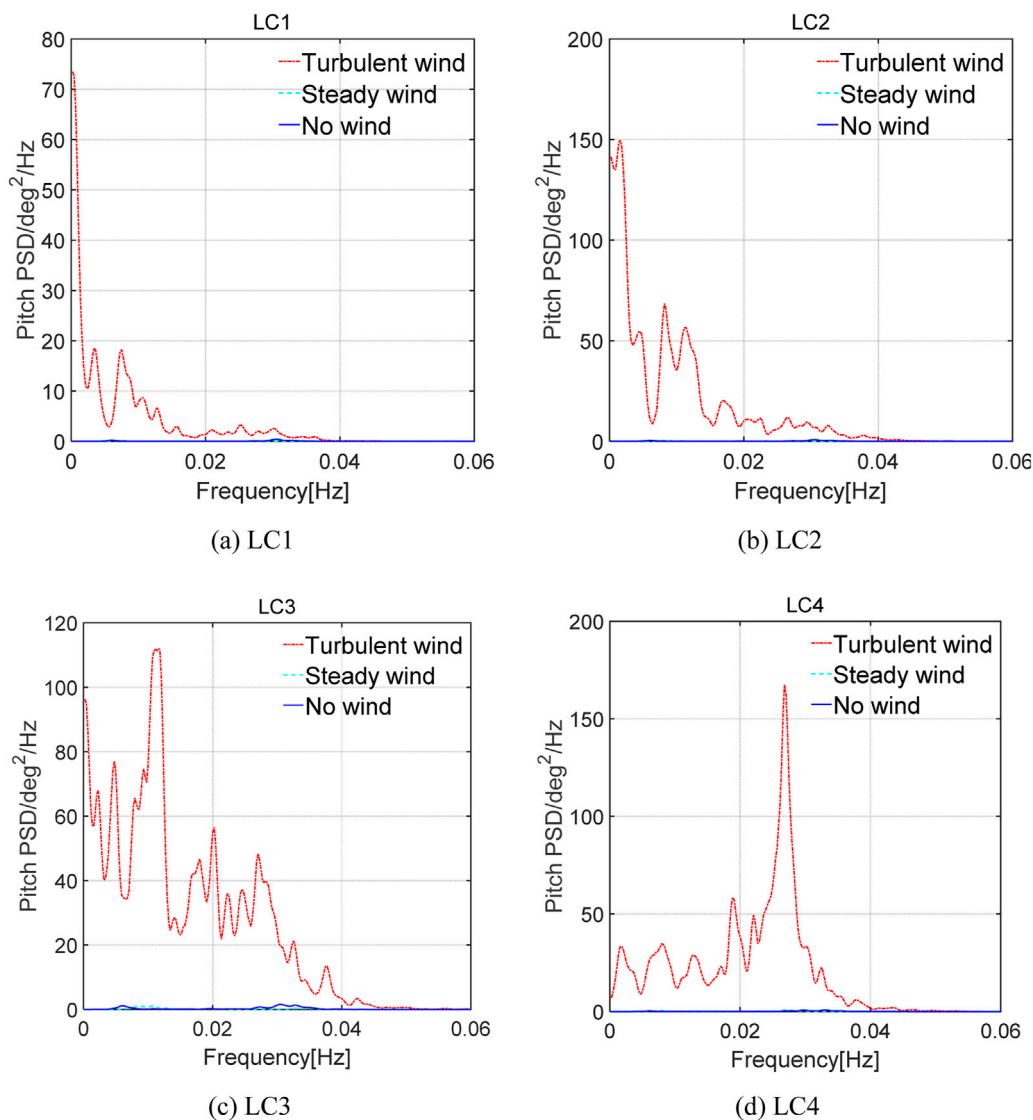 LC1
80
70
60
50
40
30
20
10
0
Pitch PSD/deg²/Hz
Turbulent wind
Steady wind
No wind
0 0.02 0.04 0.06
Frequency[Hz]
(a) LC1
LC2
200
150
100
50
0
Pitch PSD/deg²/Hz
Turbulent wind
Steady wind
No wind
0 0.02 0.04 0.06
Frequency[Hz]
(b) LC2
LC3
120
100
80
60
40
20
0
Pitch PSD/deg²/Hz
Turbulent wind
Steady wind
No wind
0 0.02 0.04 0.06
Frequency[Hz]
(c) LC3
LC4
200
150
100
50
0
Pitch PSD/deg²/Hz
Turbulent wind
Steady wind
No wind
0 0.02 0.04 0.06
Frequency[Hz]
(d) LC4